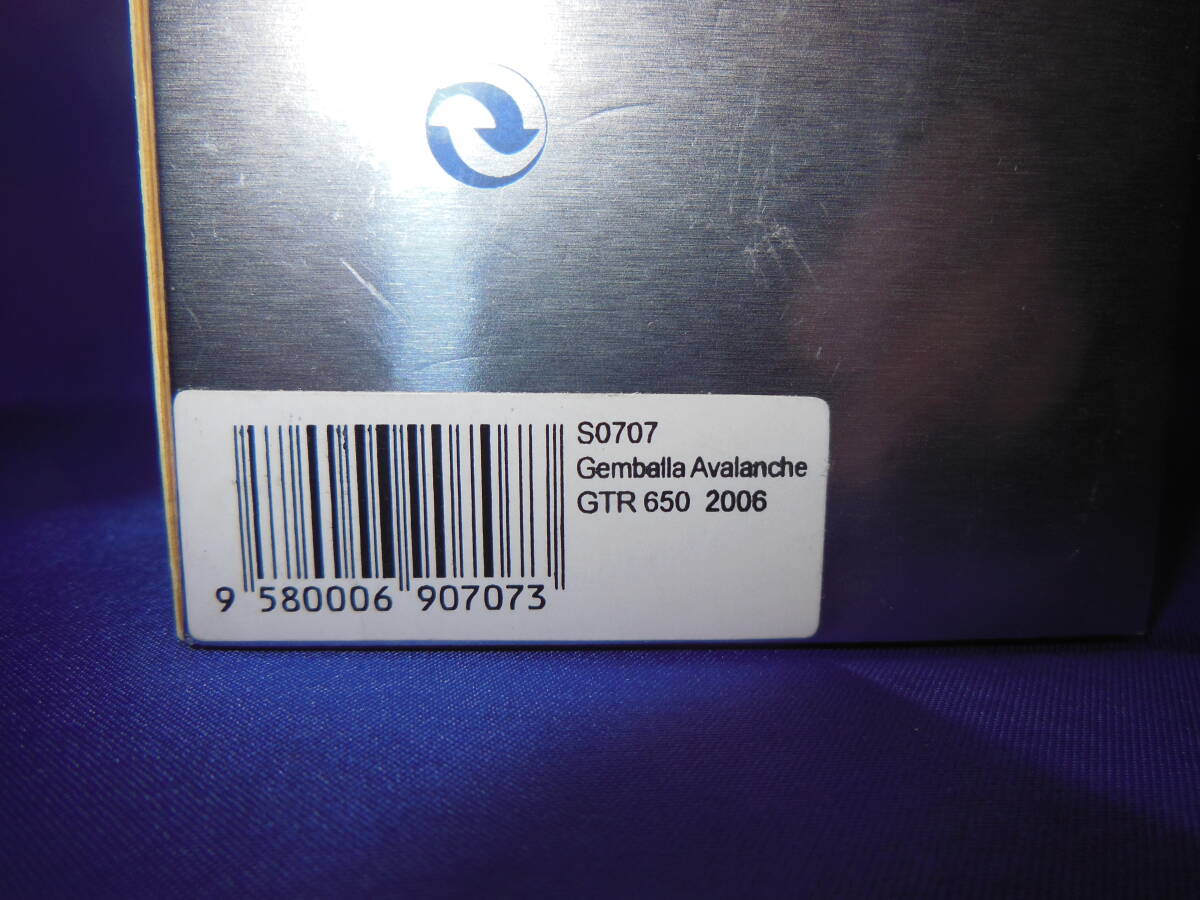 S0707
Gemballa Avalanche
GTR 650 2006
9 580006 907073